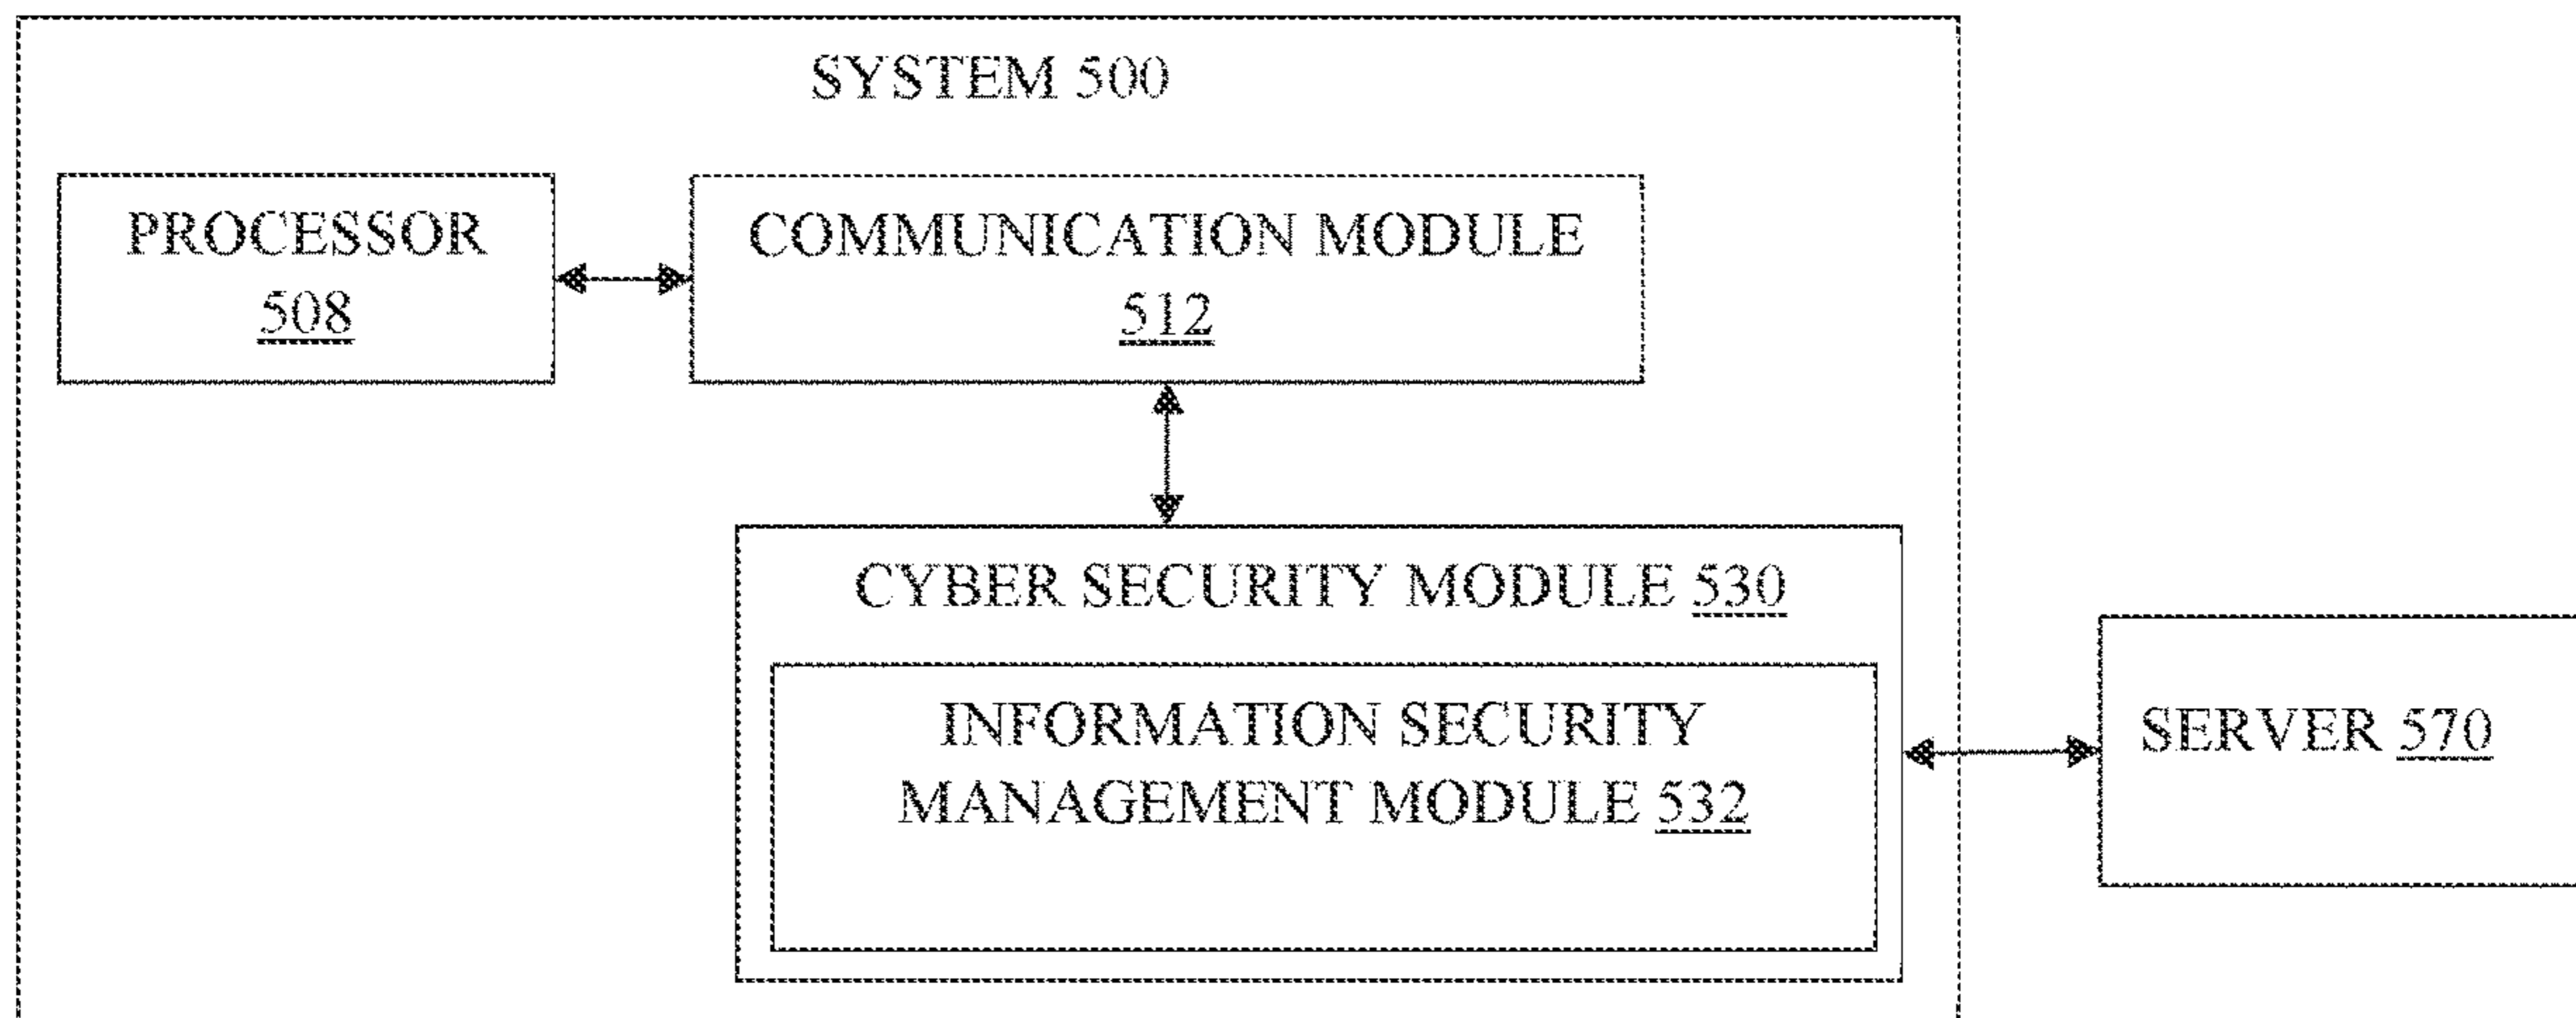 SYSTEM 500
PROCESSOR
508
COMMUNICATION MODULE
512
CYBER SECURITY MODULE 530
INFORMATION SECURITY
MANAGEMENT MODULE 532
SERVER 570